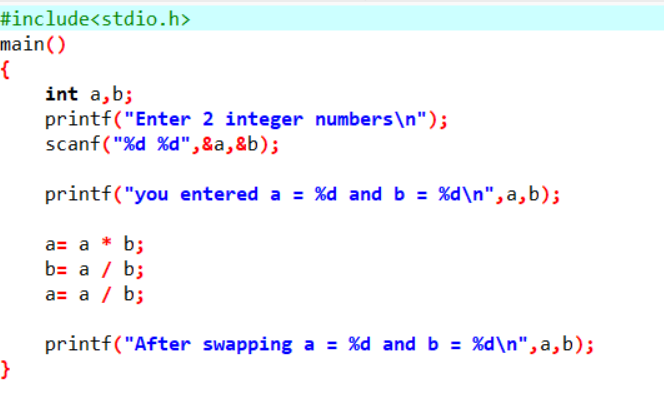 #include<stdio.h>
main()
{
int a,b;
printf("Enter 2 integer numbers\n");
scanf("%d %d",&a,&b);
printf("you entered a = %d and b = %d\n",a,b);
a= a * b;
b= a / b;
a= a / b;
printf("After swapping a = %d and b = %d\n",a,b);
}